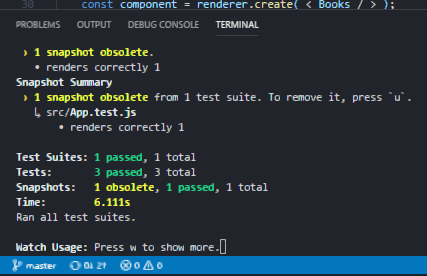 30 const component = renderer.create( < Books / > );
PROBLEMS OUTPUT DEBUG CONSOLE TERMINAL
› 1 snapshot obsolete.
• renders correctly 1
Snapshot Summary
› 1 snapshot obsolete from 1 test suite. To remove it, press `u`.
↳ src/App.test.js
• renders correctly 1
Test Suites: 1 passed, 1 total
Tests: 3 passed, 3 total
Snapshots: 1 obsolete, 1 passed, 1 total
Time: 6.111s
Ran all test suites.
Watch Usage: Press w to show more.
master 0↓ 2↑ 0 0